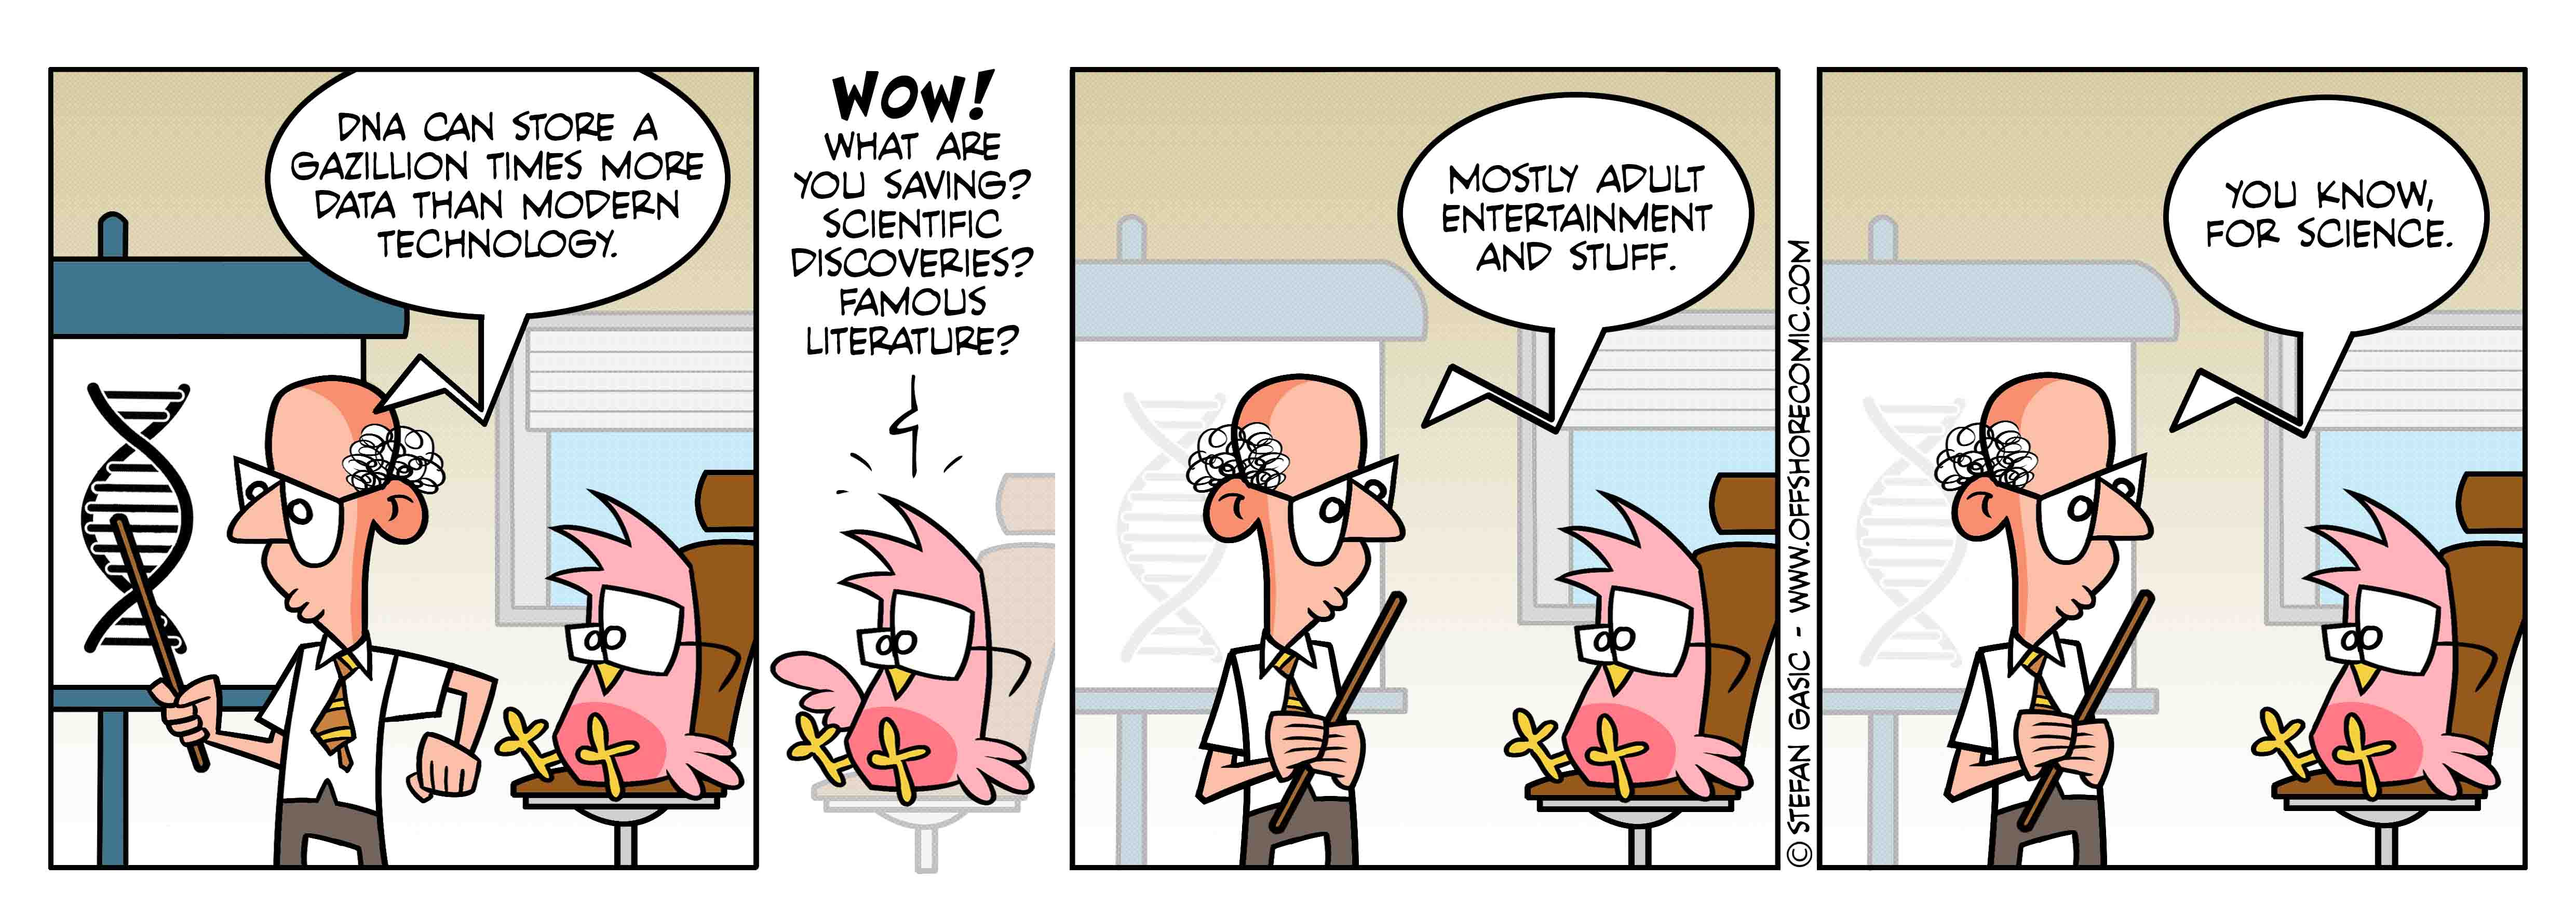 DNA CAN STORE A
GAZILLION TIMES MORE
DATA THAN MODERN
TECHNOLOGY.
WOW!
WHAT ARE
YOU SAVING?
SCIENTIFIC
DISCOVERIES?
FAMOUS
LITERATURE?
MOSTLY ADULT
ENTERTAINMENT
AND STUFF.
© STEFAN GASIC - WWW.OFFSHORECOMIC.COM
YOU KNOW,
FOR SCIENCE.